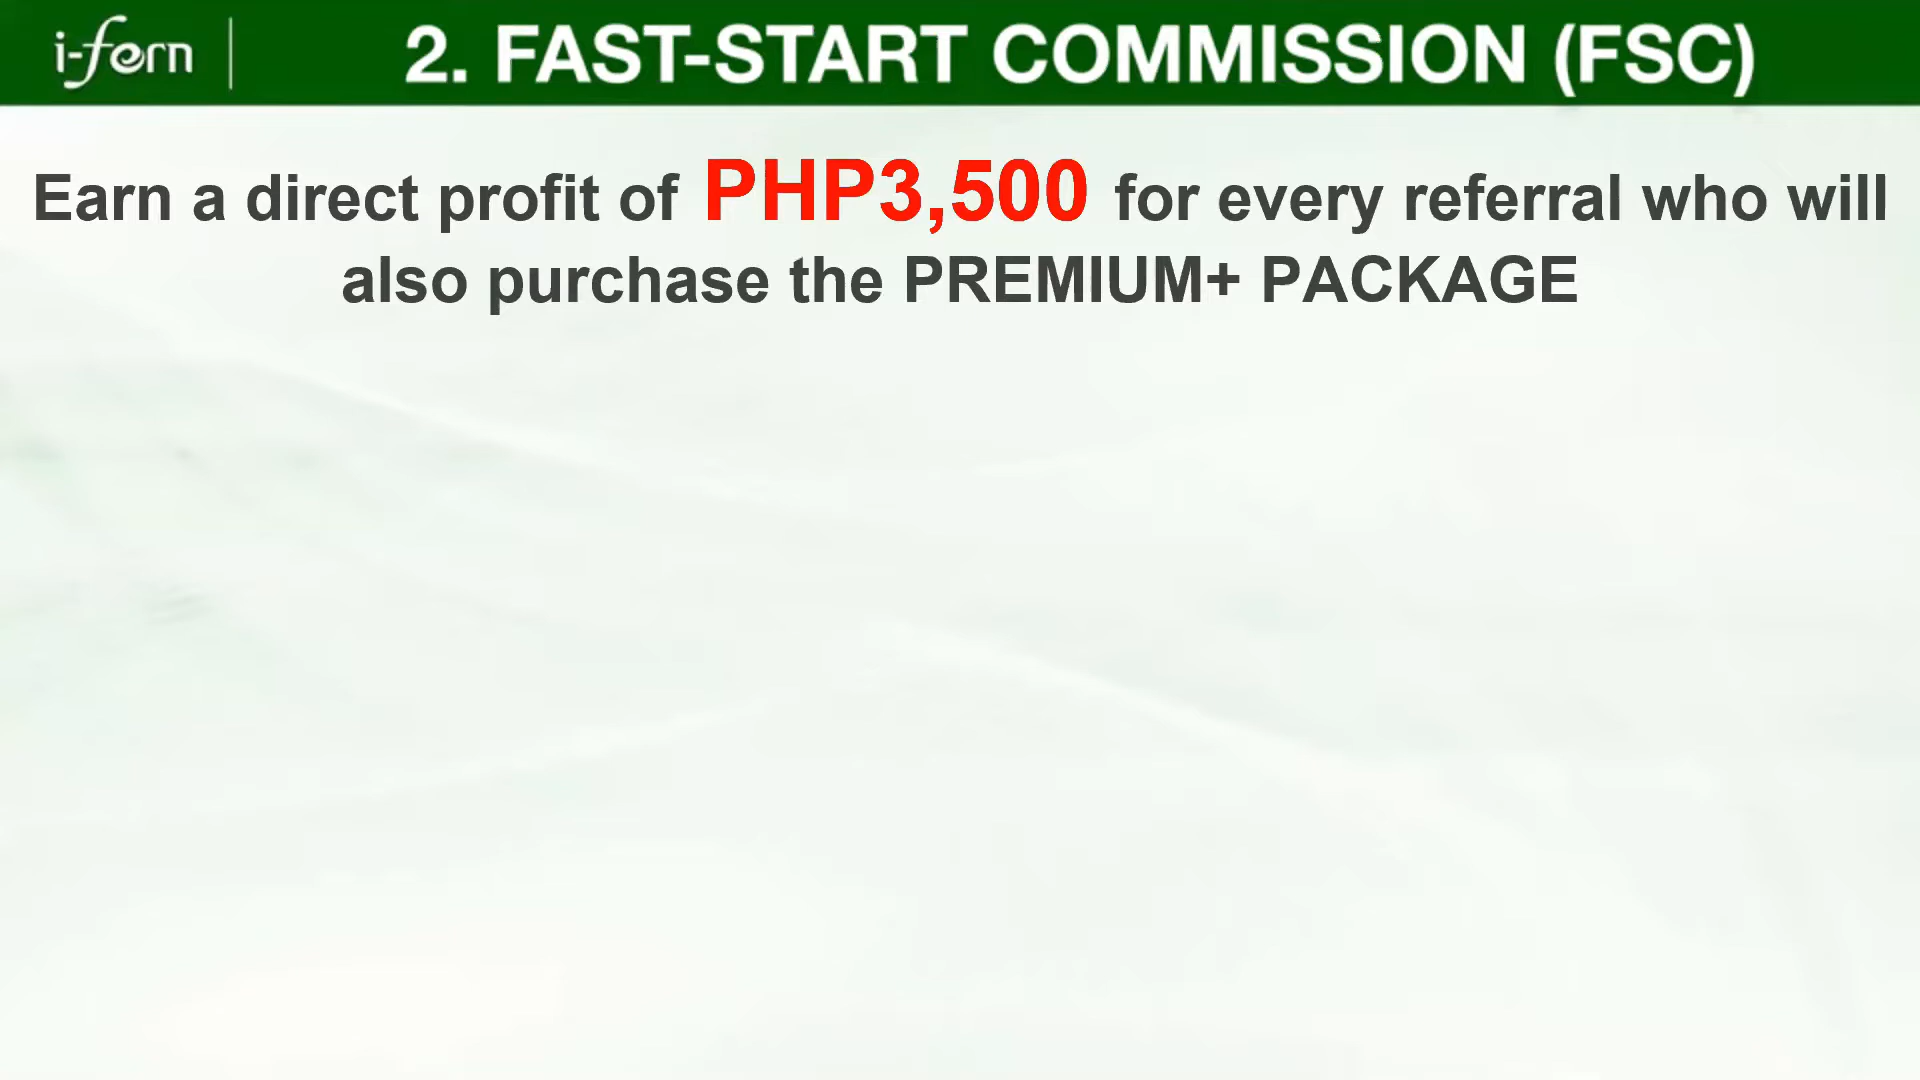 i-fern
2. FAST-START COMMISSION (FSC)
Earn a direct profit of PHP3,500 for every referral who will
also purchase the PREMIUM+ PACKAGE